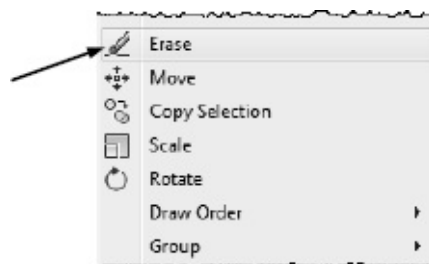 Erase
Move
Copy Selection
Scale
Rotate
Draw Order
Group